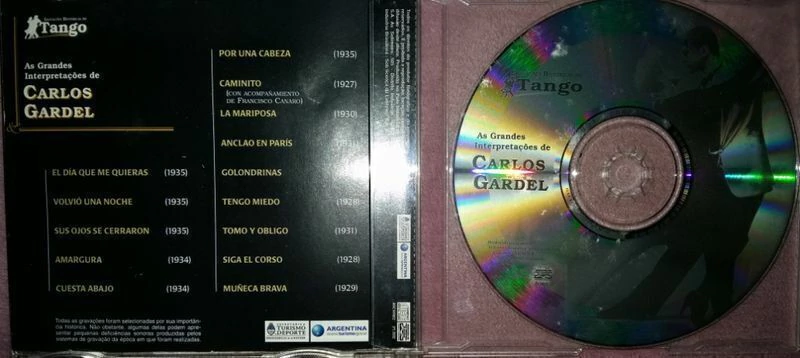 Tango
As Grandes
Interpretações de
CARLOS
GARDEL
EL DÍA QUE ME QUIERAS (1935)
VOLVIÓ UNA NOCHE (1935)
SUS OJOS SE CERRARON (1935)
AMARGURA (1934)
CUESTA ABAJO (1934)
POR UNA CABEZA (1935)
CAMINITO (1927)
(CON ACOMPAÑAMIENTO
DE FRANCISCO CANARO)
LA MARIPOSA (1930)
ANCLAO EN PARÍS
GOLONDRINAS
TENGO MIEDO (1928)
TOMO Y OBLIGO (1931)
SIGA EL CORSO (1928)
MUÑECA BRAVA (1929)
Todas as gravações foram selecionadas por sua importân-
cia histórica. Não obstante, algumas delas podem apre-
sentar pequenas deficiências sonoras produzidas pelos
sistemas de gravação da época em que foram realizadas.
TURISMO
DEPORTE
ARGENTINA
ARGENTINA
Tango
As Grandes
Interpretações de
CARLOS
GARDEL